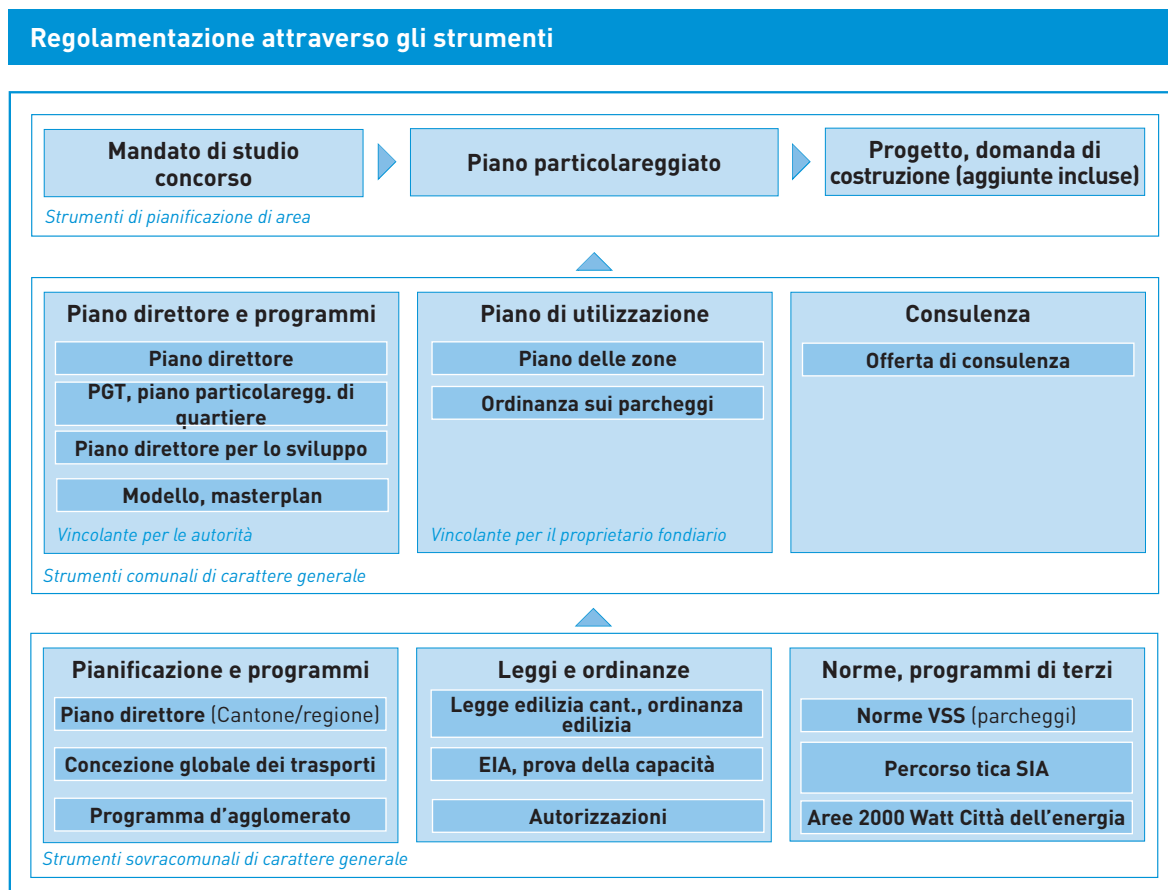 Regolamentazione attraverso gli strumenti
Mandato di studio
concorso
Piano particolareggiato
Progetto, domanda di
costruzione (aggiunte incluse)
Strumenti di pianificazione di area
Piano direttore e programmi
Piano direttore
PGT, piano particolaregg. di
quartiere
Piano direttore per lo sviluppo
Modello, masterplan
Vincolante per le autorità
Piano di utilizzazione
Piano delle zone
Ordinanza sui parcheggi
Vincolante per il proprietario fondiario
Consulenza
Offerta di consulenza
Strumenti comunali di carattere generale
Pianificazione e programmi
Piano direttore (Cantone/regione)
Concezione globale dei trasporti
Programma d'agglomerato
Leggi e ordinanze
Legge edilizia cant., ordinanza
edilizia
EIA, prova della capacità
Autorizzazioni
Norme, programmi di terzi
Norme VSS (parcheggi)
Percorso tica SIA
Aree 2000 Watt Città dell'energia
Strumenti sovracomunali di carattere generale